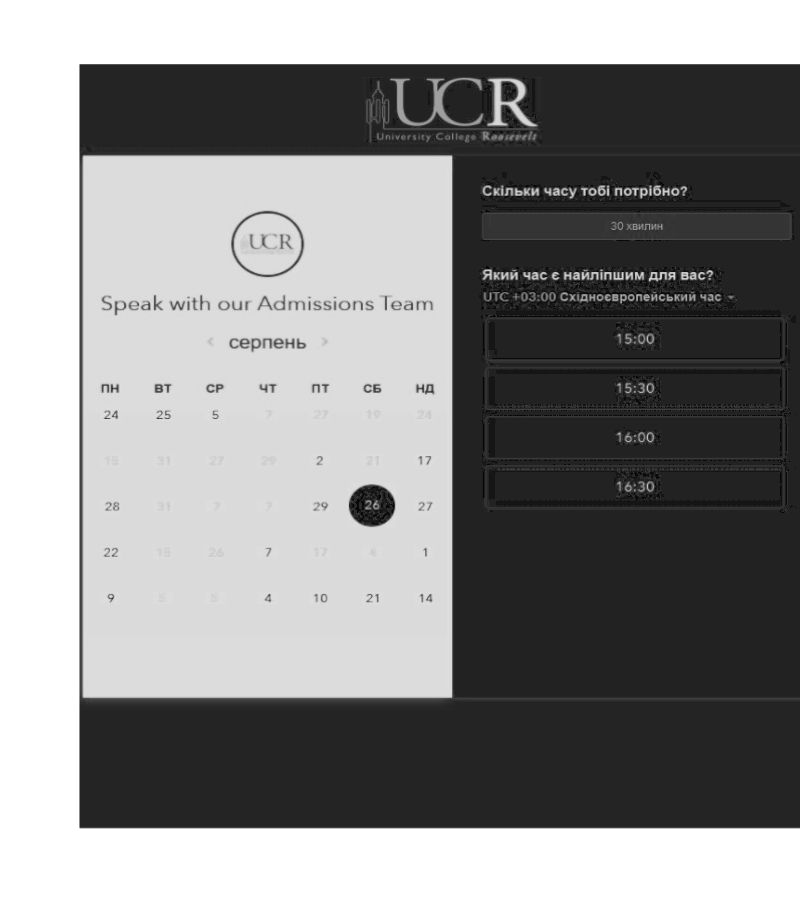 UCR
University College Roosevelt
UCR
Speak with our Admissions Team
серпень
ПН ВТ СР ЧТ ПТ СБ НД
24 25 5 7 27 19 24
15 31 27 29 2 21 17
28 31 7 7 29 26 27
22 15 26 7 17 4 1
9 5 5 4 10 21 14
Скільки часу тобі потрібно?
30 хвилин
Який час є найліпшим для вас?
UTC +03:00 Східноєвропейський час
15:00
15:30
16:00
16:30